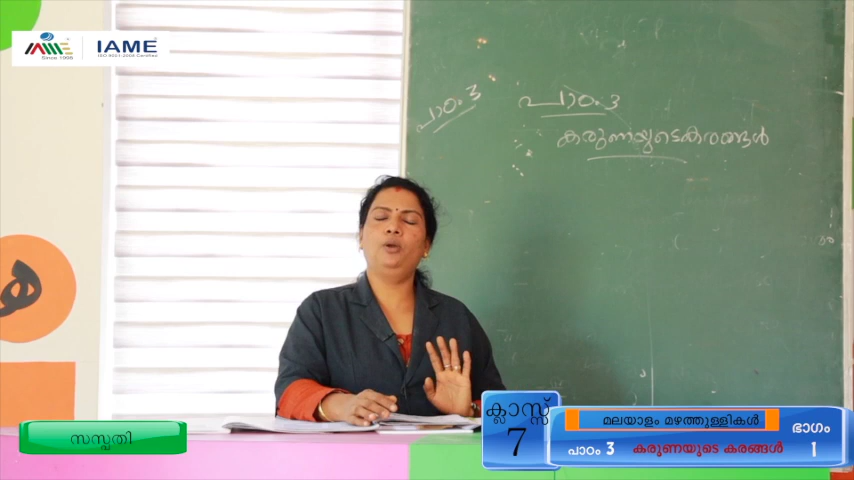 IAME
Since 1998
ISO 9001-2008 Certified
പാഠം 3
പാഠം 3
കരുണയുടെ കരങ്ങൾ
സസ്വതി
ക്ലാസ്സ്
7
മലയാളം മഴത്തുള്ളികൾ
പാഠം 3 കരുണയുടെ കരങ്ങൾ
ഭാഗം
1